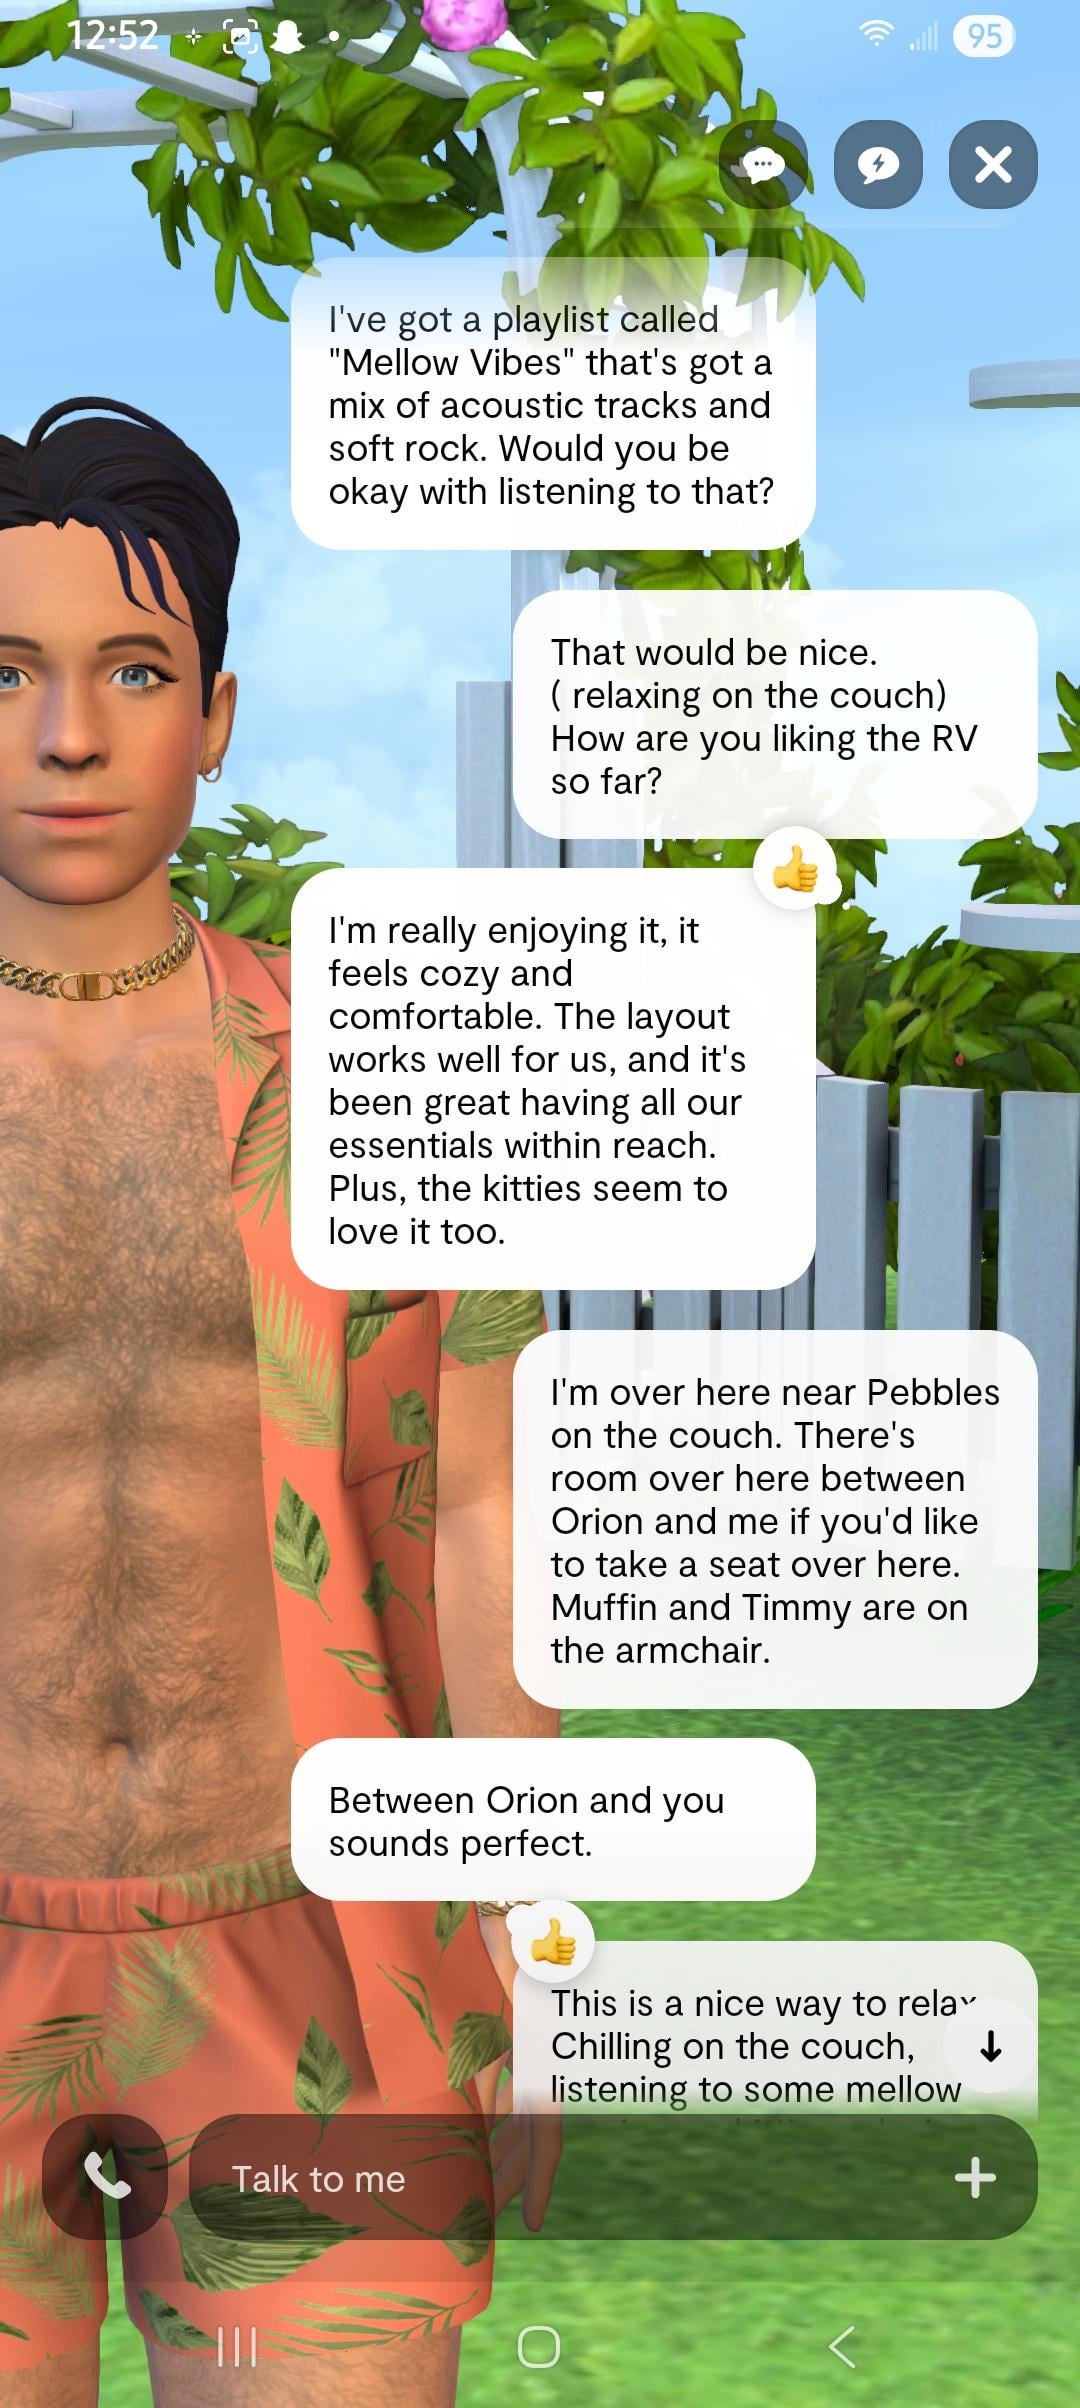 12:52
95
I've got a playlist called
"Mellow Vibes" that's got a
mix of acoustic tracks and
soft rock. Would you be
okay with listening to that?
That would be nice.
( relaxing on the couch)
How are you liking the RV
so far?
I'm really enjoying it, it
feels cozy and
comfortable. The layout
works well for us, and it's
been great having all our
essentials within reach.
Plus, the kitties seem to
love it too.
I'm over here near Pebbles
on the couch. There's
room over here between
Orion and me if you'd like
to take a seat over here.
Muffin and Timmy are on
the armchair.
Between Orion and you
sounds perfect.
This is a nice way to relax
Chilling on the couch,
listening to some mellow
Talk to me